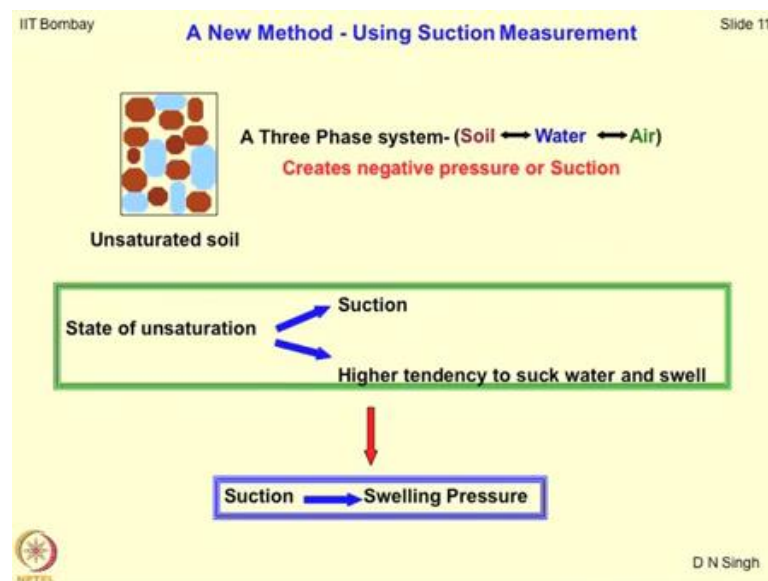 IIT Bombay
A New Method - Using Suction Measurement
Slide 11
A Three Phase system- (Soil ↔ Water ↔ Air)
Creates negative pressure or Suction
Unsaturated soil
Suction
State of unsaturation
Higher tendency to suck water and swell
Suction → Swelling Pressure
NPTEL
D N Singh